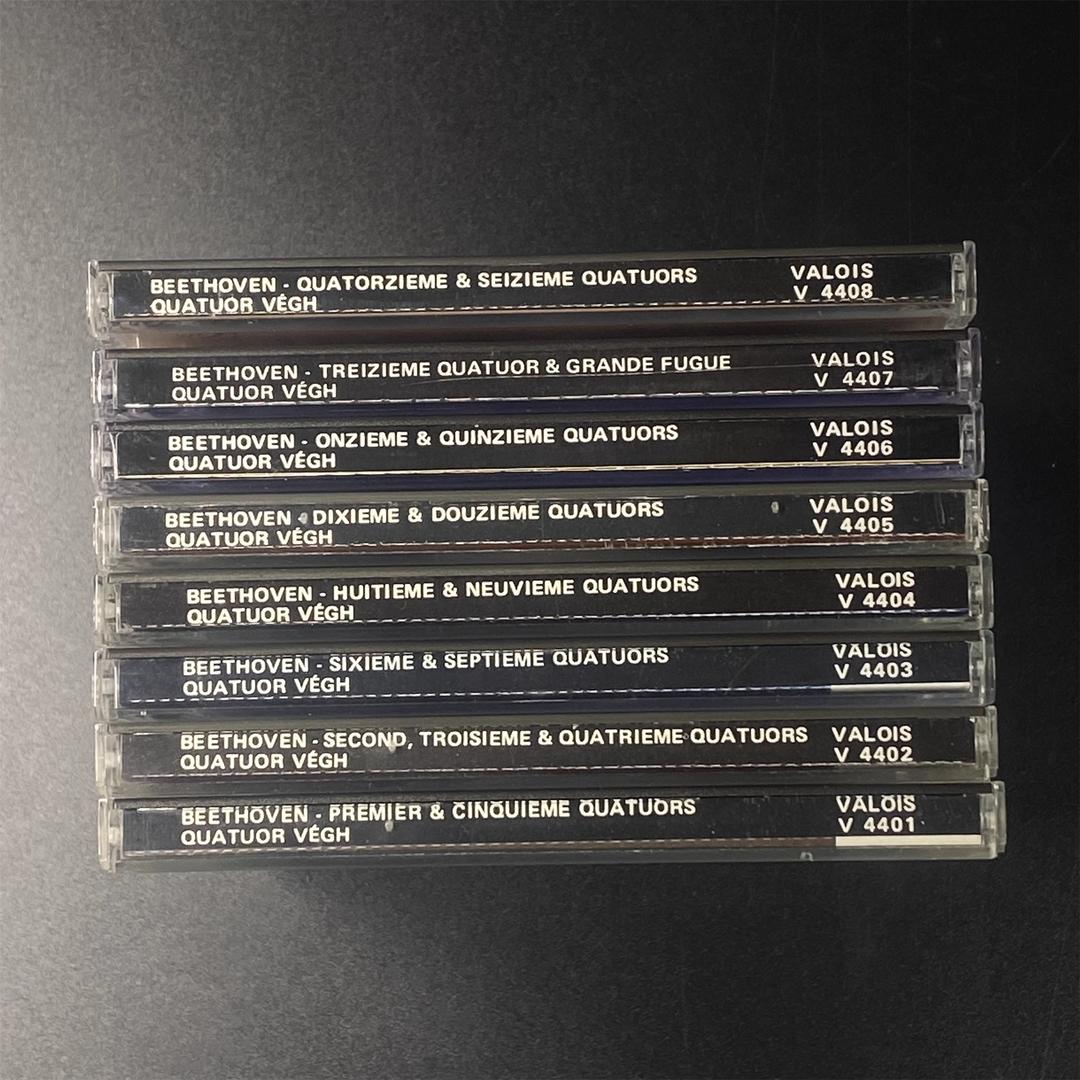 BEETHOVEN - QUATORZIEME & SEIZIEME QUATUORS VALOIS
QUATUOR VÉGH V 4408
BEETHOVEN - TREIZIEME QUATUOR & GRANDE FUGUE VALOIS
QUATUOR VÉGH V 4407
BEETHOVEN - ONZIEME & QUINZIEME QUATUORS VALOIS
QUATUOR VÉGH V 4406
BEETHOVEN - DIXIEME & DOUZIEME QUATUORS VALOIS
QUATUOR VÉGH V 4405
BEETHOVEN - HUITIEME & NEUVIEME QUATUORS VALOIS
QUATUOR VÉGH V 4404
BEETHOVEN - SIXIEME & SEPTIEME QUATUORS VALOIS
QUATUOR VÉGH V 4403
BEETHOVEN - SECOND, TROISIEME & QUATRIEME QUATUORS VALOIS
QUATUOR VÉGH V 4402
BEETHOVEN - PREMIER & CINQUIEME QUATUORS VALOIS
QUATUOR VÉGH V 4401